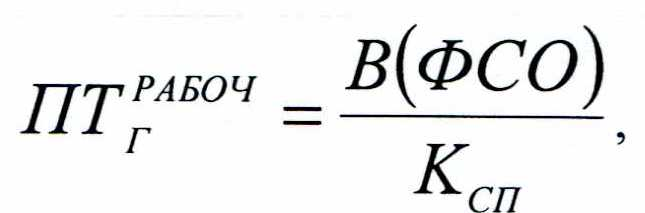 ПТ_Г^РАБОЧ = В(ФСО) / К_СП,